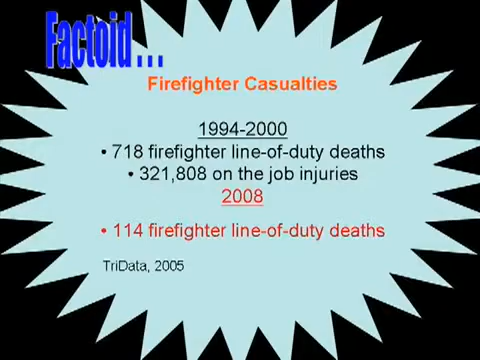 Factoid . . .
Firefighter Casualties
1994-2000
• 718 firefighter line-of-duty deaths
• 321,808 on the job injuries
2008
• 114 firefighter line-of-duty deaths
TriData, 2005